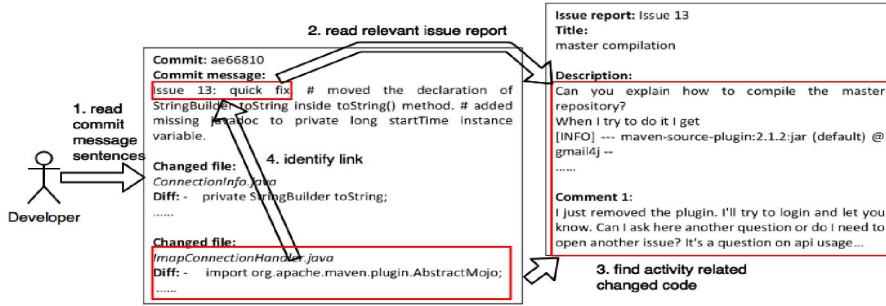 2. read relevant issue report
Issue report: Issue 13
Title:
master compilation
Description:
Can you explain how to compile the master
repository?
When I try to do it I get
[INFO] --- maven-source-plugin:2.1.2:jar (default) @
gmail4j --
......
Comment 1:
I just removed the plugin. I'll try to login and let you
know. Can I ask here another question or do I need to
open another issue? It's a question on api usage...
Commit: ae66810
Commit message:
Issue 13: quick fix. # moved the declaration of
StringBuilder toString inside toString() method. # added
missing javadoc to private long startTime instance
variable.
1. read
commit
message
sentences
4. identify link
Changed file:
ConnectionInfo.java
Diff: - private StringBuilder toString;
......
Developer
Changed file:
ImapConnectionHandler.java
Diff: - import org.apache.maven.plugin.AbstractMojo;
......
3. find activity related
changed code